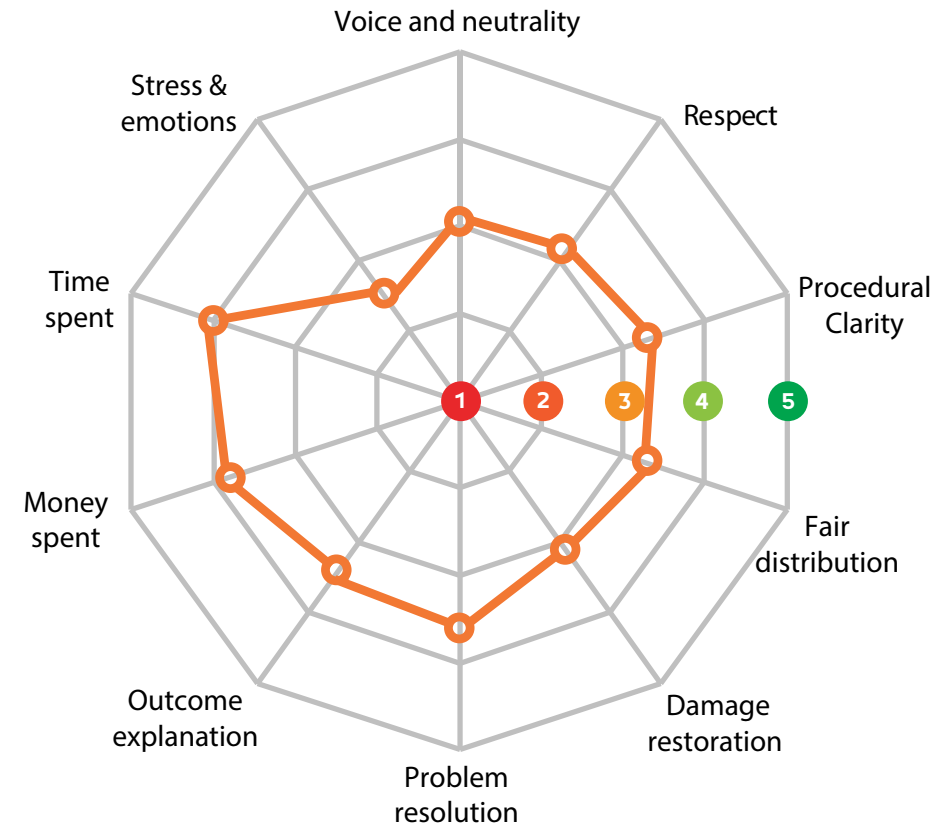 Voice and neutrality
Stress &
emotions
Respect
Time
spent
Procedural
Clarity
1 2 3 4 5
Money
spent
Fair
distribution
Outcome
explanation
Damage
restoration
Problem
resolution